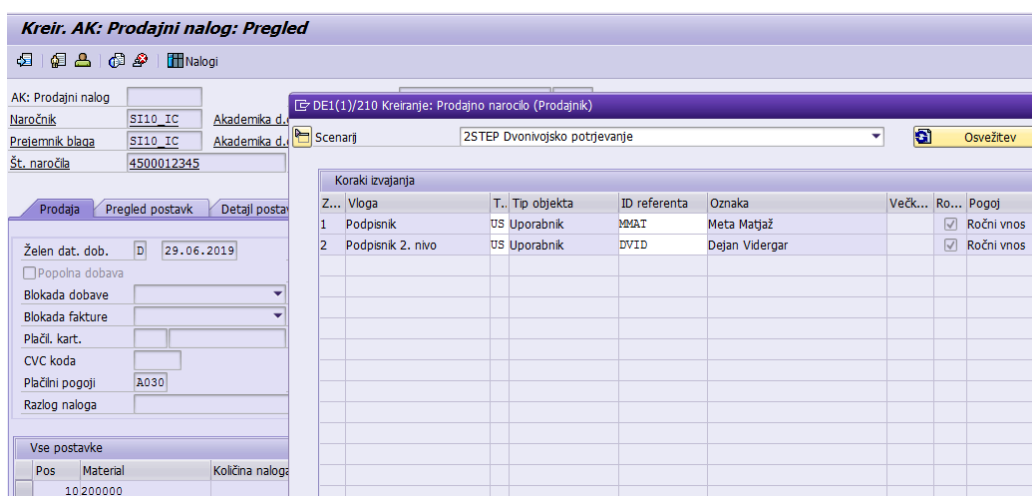 Kreir. AK: Prodajni nalog: Pregled
Nalogi
AK: Prodajni nalog
Naročnik SI10_IC Akademika d.
Prejemnik blaga SI10_IC Akademika d.
Št. naročila 4500012345
Prodaja Pregled postavk Detajl posta
Želen dat. dob. D 29.06.2019
Popolna dobava
Blokada dobave
Blokada fakture
Plačil. kart.
CVC koda
Plačilni pogoji A030
Razlog naloga
Vse postavke
Pos Material Količina naloga
10 200000
DE1(1)/210 Kreiranje: Prodajno narocilo (Prodajnik)
Scenarij 2STEP Dvonivojsko potrjevanje Osvežitev
Koraki izvajanja
Z... Vloga T.. Tip objekta ID referenta Oznaka Večk... Ro... Pogoj
1 Podpisnik US Uporabnik MMAT Meta Matjaž Ročni vnos
2 Podpisnik 2. nivo US Uporabnik DVID Dejan Vidergar Ročni vnos